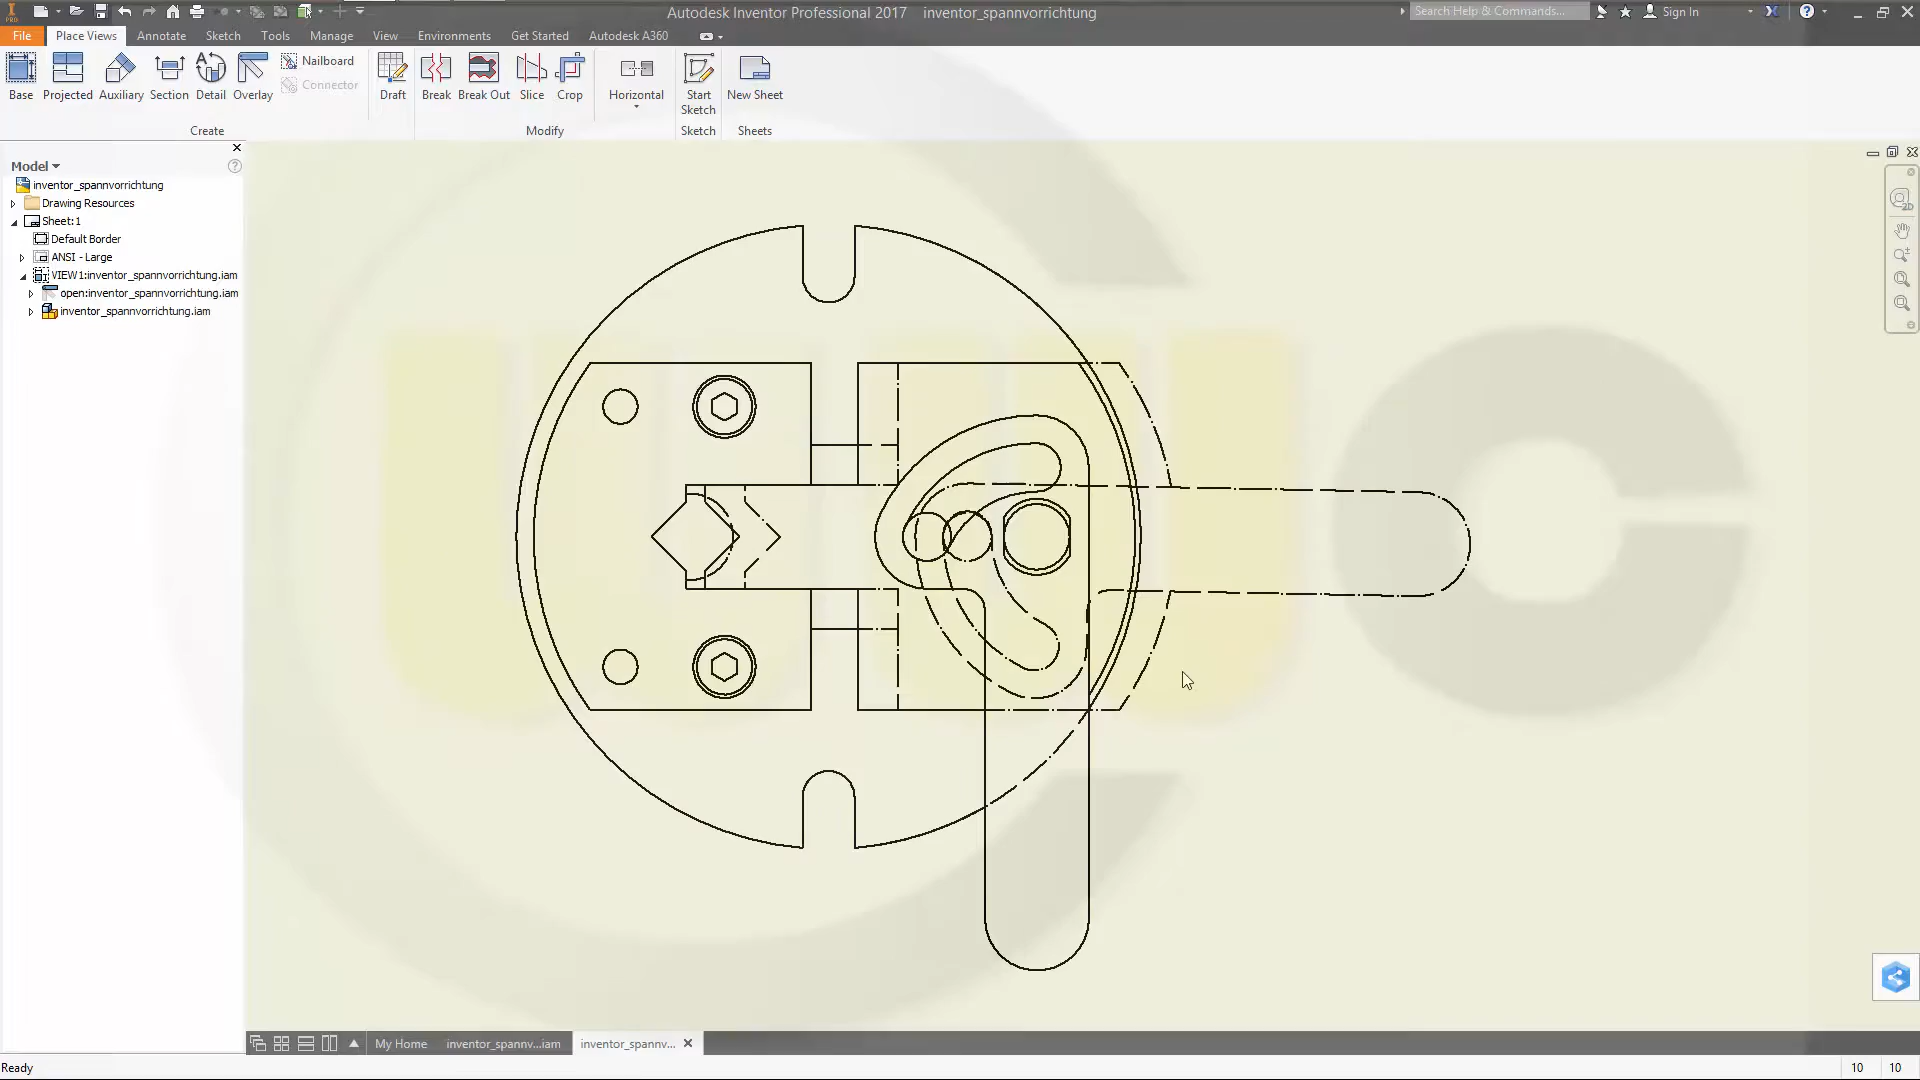 Autodesk Inventor Professional 2017 inventor_spannvorrichtung
Search Help & Commands...
Sign In
PRO
File Place Views Annotate Sketch Tools Manage View Environments Get Started Autodesk A360
Base
Projected
Auxiliary
Section
Detail
Overlay
Nailboard
Connector
Draft
Break
Break Out
Slice
Crop
Horizontal
Start
Sketch
New Sheet
Create
Modify
Sketch
Sheets
Model
inventor_spannvorrichtung
Drawing Resources
Sheet:1
Default Border
ANSI - Large
VIEW1:inventor_spannvorrichtung.iam
open:inventor_spannvorrichtung.iam
inventor_spannvorrichtung.iam
My Home inventor_spannv...iam inventor_spannv...
Ready
10 10